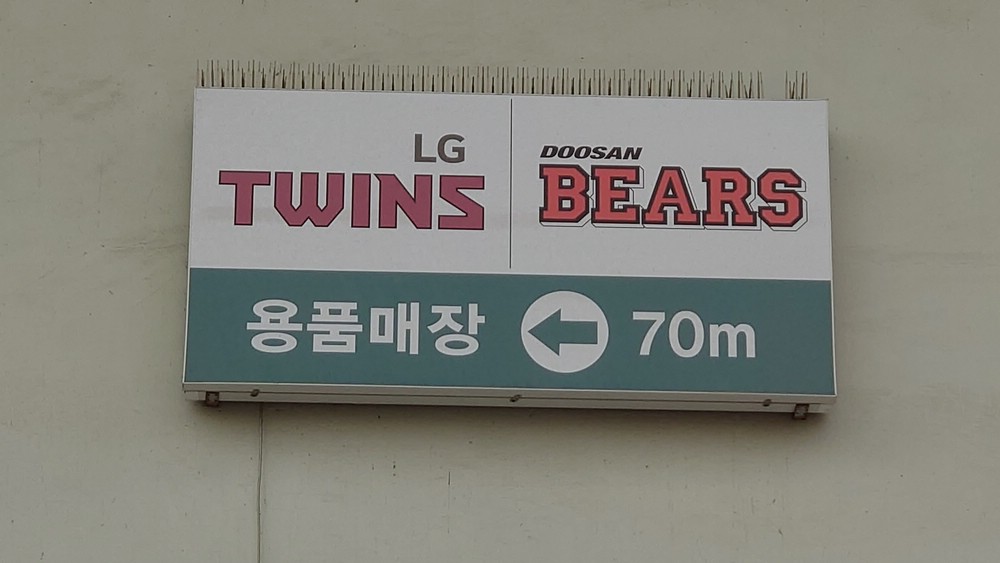 LG
TWINS
DOOSAN
BEARS
용품매장 ← 70m